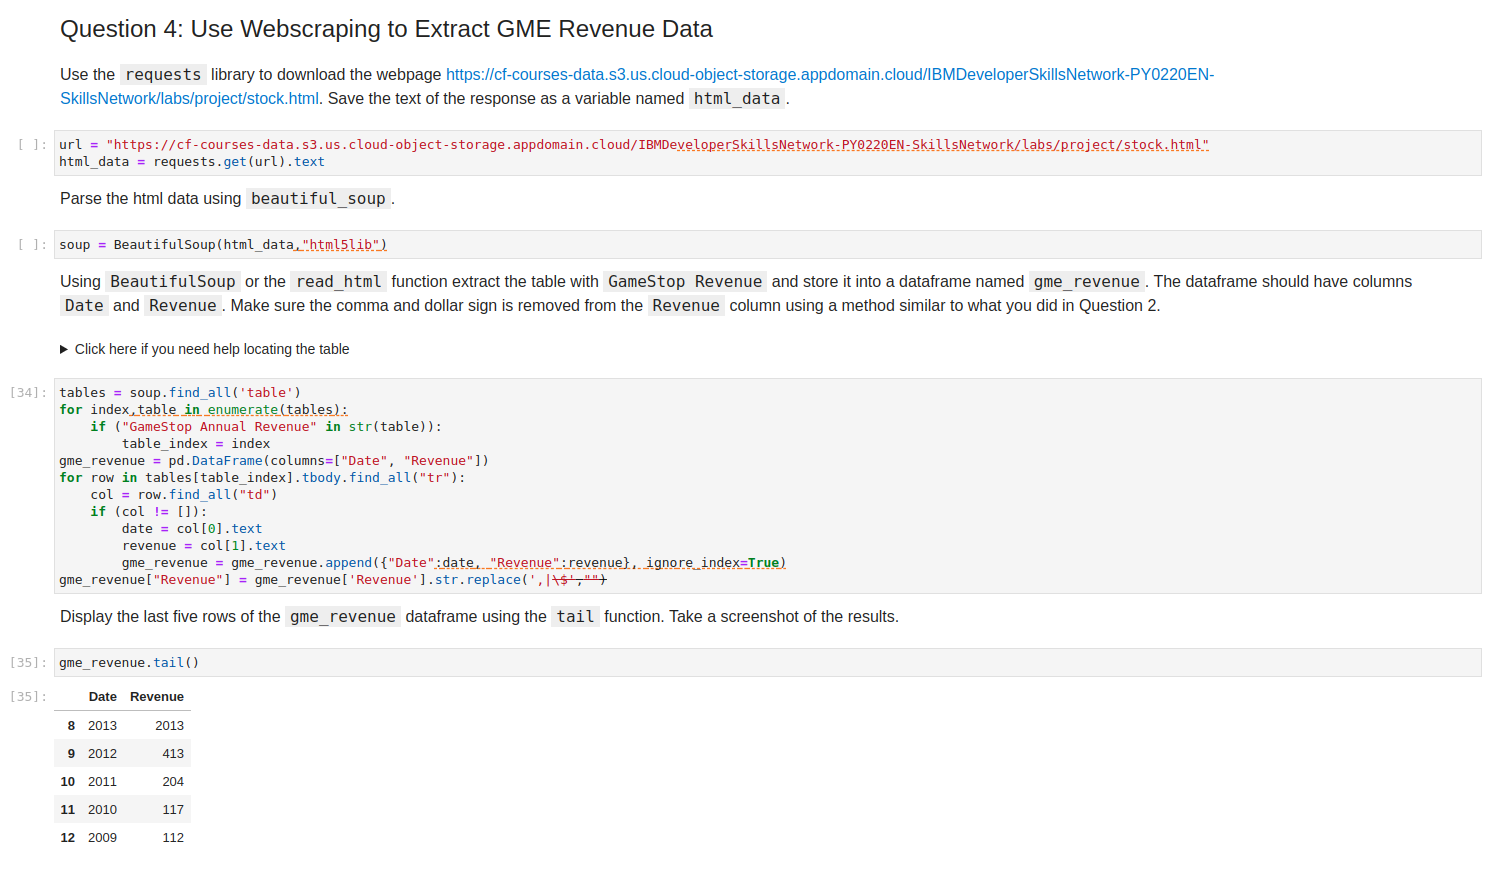 Question 4: Use Webscraping to Extract GME Revenue Data
Use the requests library to download the webpage https://cf-courses-data.s3.us.cloud-object-storage.appdomain.cloud/IBMDeveloperSkillsNetwork-PY0220EN-
SkillsNetwork/labs/project/stock.html. Save the text of the response as a variable named html_data.
[ ]: url = "https://cf-courses-data.s3.us.cloud-object-storage.appdomain.cloud/IBMDeveloperSkillsNetwork-PY0220EN-SkillsNetwork/labs/project/stock.html"
html_data = requests.get(url).text
Parse the html data using beautiful_soup.
[ ]: soup = BeautifulSoup(html_data,"html5lib")
Using BeautifulSoup or the read_html function extract the table with GameStop Revenue and store it into a dataframe named gme_revenue. The dataframe should have columns
Date and Revenue. Make sure the comma and dollar sign is removed from the Revenue column using a method similar to what you did in Question 2.
▶ Click here if you need help locating the table
[34]: tables = soup.find_all('table')
for index,table in enumerate(tables):
    if ("GameStop Annual Revenue" in str(table)):
        table_index = index
gme_revenue = pd.DataFrame(columns=["Date", "Revenue"])
for row in tables[table_index].tbody.find_all("tr"):
    col = row.find_all("td")
    if (col != []):
        date = col[0].text
        revenue = col[1].text
        gme_revenue = gme_revenue.append({"Date":date, "Revenue":revenue}, ignore_index=True)
gme_revenue["Revenue"] = gme_revenue['Revenue'].str.replace(',|\$',"")
Display the last five rows of the gme_revenue dataframe using the tail function. Take a screenshot of the results.
[35]: gme_revenue.tail()
[35]: Date Revenue
8 2013 2013
9 2012 413
10 2011 204
11 2010 117
12 2009 112